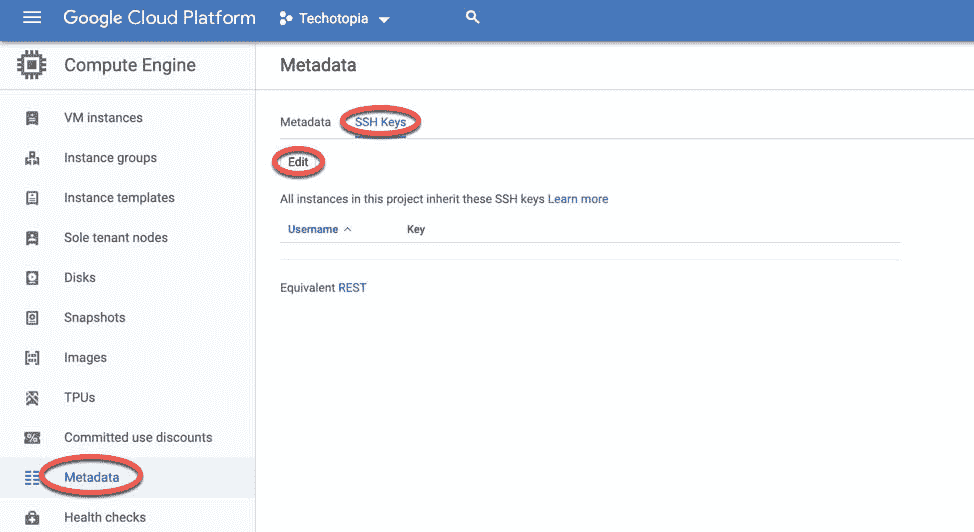 Google Cloud Platform Techotopia
Compute Engine
VM instances
Instance groups
Instance templates
Sole tenant nodes
Disks
Snapshots
Images
TPUs
Committed use discounts
Metadata
Health checks
Metadata
Metadata SSH Keys
Edit
All instances in this project inherit these SSH keys Learn more
Username Key
Equivalent REST